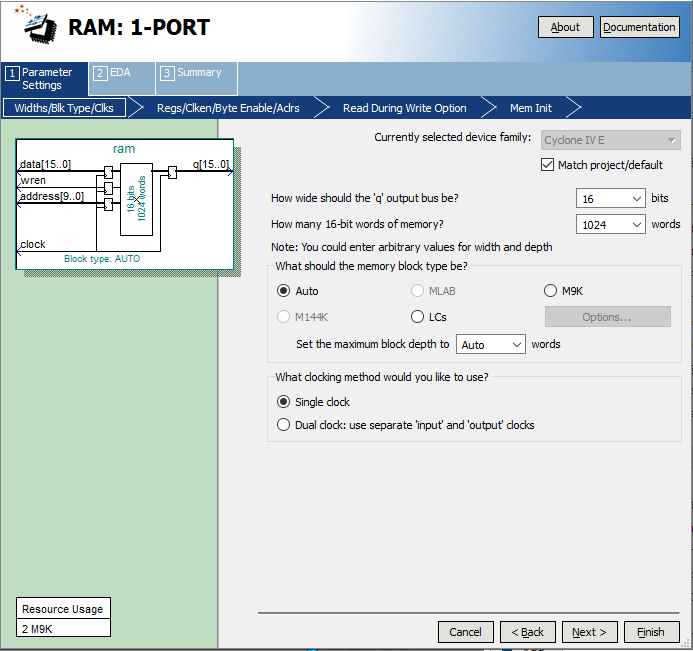 RAM: 1-PORT
About
Documentation
1 Parameter Settings
2 EDA
3 Summary
Widths/Blk Type/Clks
Regs/Clken/Byte Enable/Aclrs
Read During Write Option
Mem Init
ram
data[15..0]
q[15..0]
wren
address[9..0]
16 bits
1024 words
clock
Block type: AUTO
Currently selected device family:
Cyclone IV E
Match project/default
How wide should the 'q' output bus be?
16
bits
How many 16-bit words of memory?
1024
words
Note: You could enter arbitrary values for width and depth
What should the memory block type be?
Auto
MLAB
M9K
M144K
LCs
Options...
Set the maximum block depth to
Auto
words
What clocking method would you like to use?
Single clock
Dual clock: use separate 'input' and 'output' clocks
Resource Usage
2 M9K
Cancel
< Back
Next >
Finish